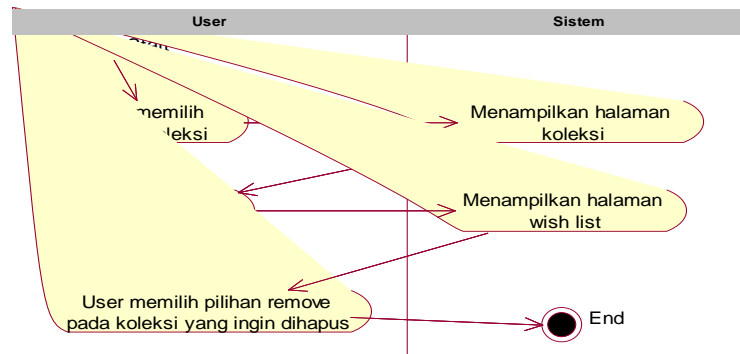 User
Sistem
memilih
Menampilkan halaman
koleksi
Menampilkan halaman
wish list
User memilih pilihan remove
pada koleksi yang ingin dihapus
End